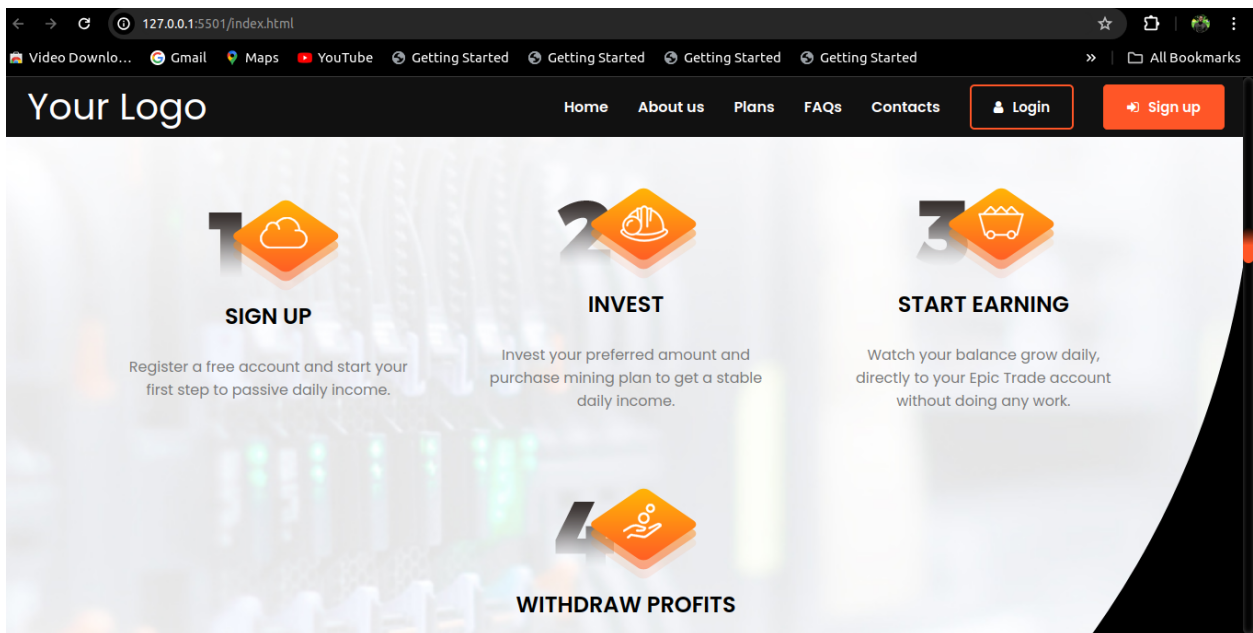 127.0.0.1:5501/index.html
Video Downlo... Gmail Maps YouTube Getting Started Getting Started Getting Started Getting Started » All Bookmarks
Your Logo Home About us Plans FAQs Contacts Login Sign up
1
SIGN UP
Register a free account and start your
first step to passive daily income.
2
INVEST
Invest your preferred amount and
purchase mining plan to get a stable
daily income.
3
START EARNING
Watch your balance grow daily,
directly to your Epic Trade account
without doing any work.
4
WITHDRAW PROFITS